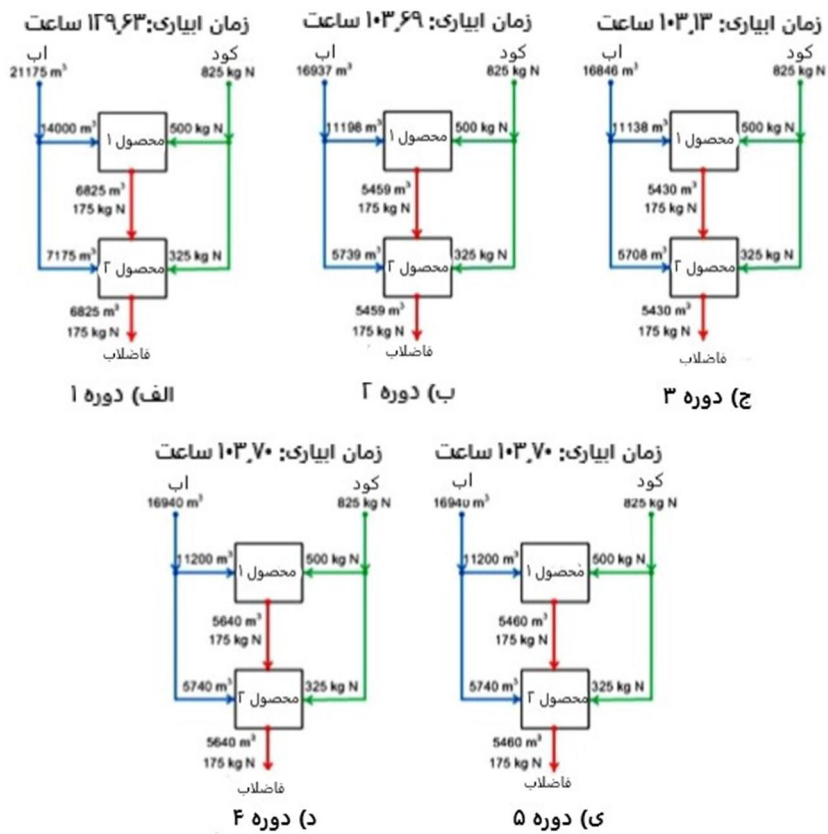 زمان ابیاری:۱۲۹٫۶۳ ساعت
اب
کود
21175 m³
825 kg N
14000 m³
محصول ۱
500 kg N
6825 m³
175 kg N
7175 m³
محصول ۲
325 kg N
6825 m³
175 kg N
فاضلاب
الف) دوره ۱
زمان ابیاری: ۱۰۳٫۶۹ ساعت
اب
کود
16937 m³
825 kg N
11198 m³
محصول ۱
500 kg N
5459 m³
175 kg N
5739 m³
محصول ۲
325 kg N
5459 m³
175 kg N
فاضلاب
ب) دوره ۲
زمان ابیاری: ۱۰۳٫۱۳ ساعت
اب
کود
16846 m³
825 kg N
11138 m³
محصول ۱
500 kg N
5430 m³
175 kg N
5708 m³
محصول ۲
325 kg N
5430 m³
175 kg N
فاضلاب
ج) دوره ۳
زمان ابیاری: ۱۰۳٫۷۰ ساعت
اب
کود
16940 m³
825 kg N
11200 m³
محصول ۱
500 kg N
5640 m³
175 kg N
5740 m³
محصول ۲
325 kg N
5640 m³
175 kg N
فاضلاب
د) دوره ۴
زمان ابیاری: ۱۰۳٫۷۰ ساعت
اب
کود
16940 m³
825 kg N
11200 m³
محصول ۱
500 kg N
5460 m³
175 kg N
5740 m³
محصول ۲
325 kg N
5460 m³
175 kg N
فاضلاب
ی) دوره ۵